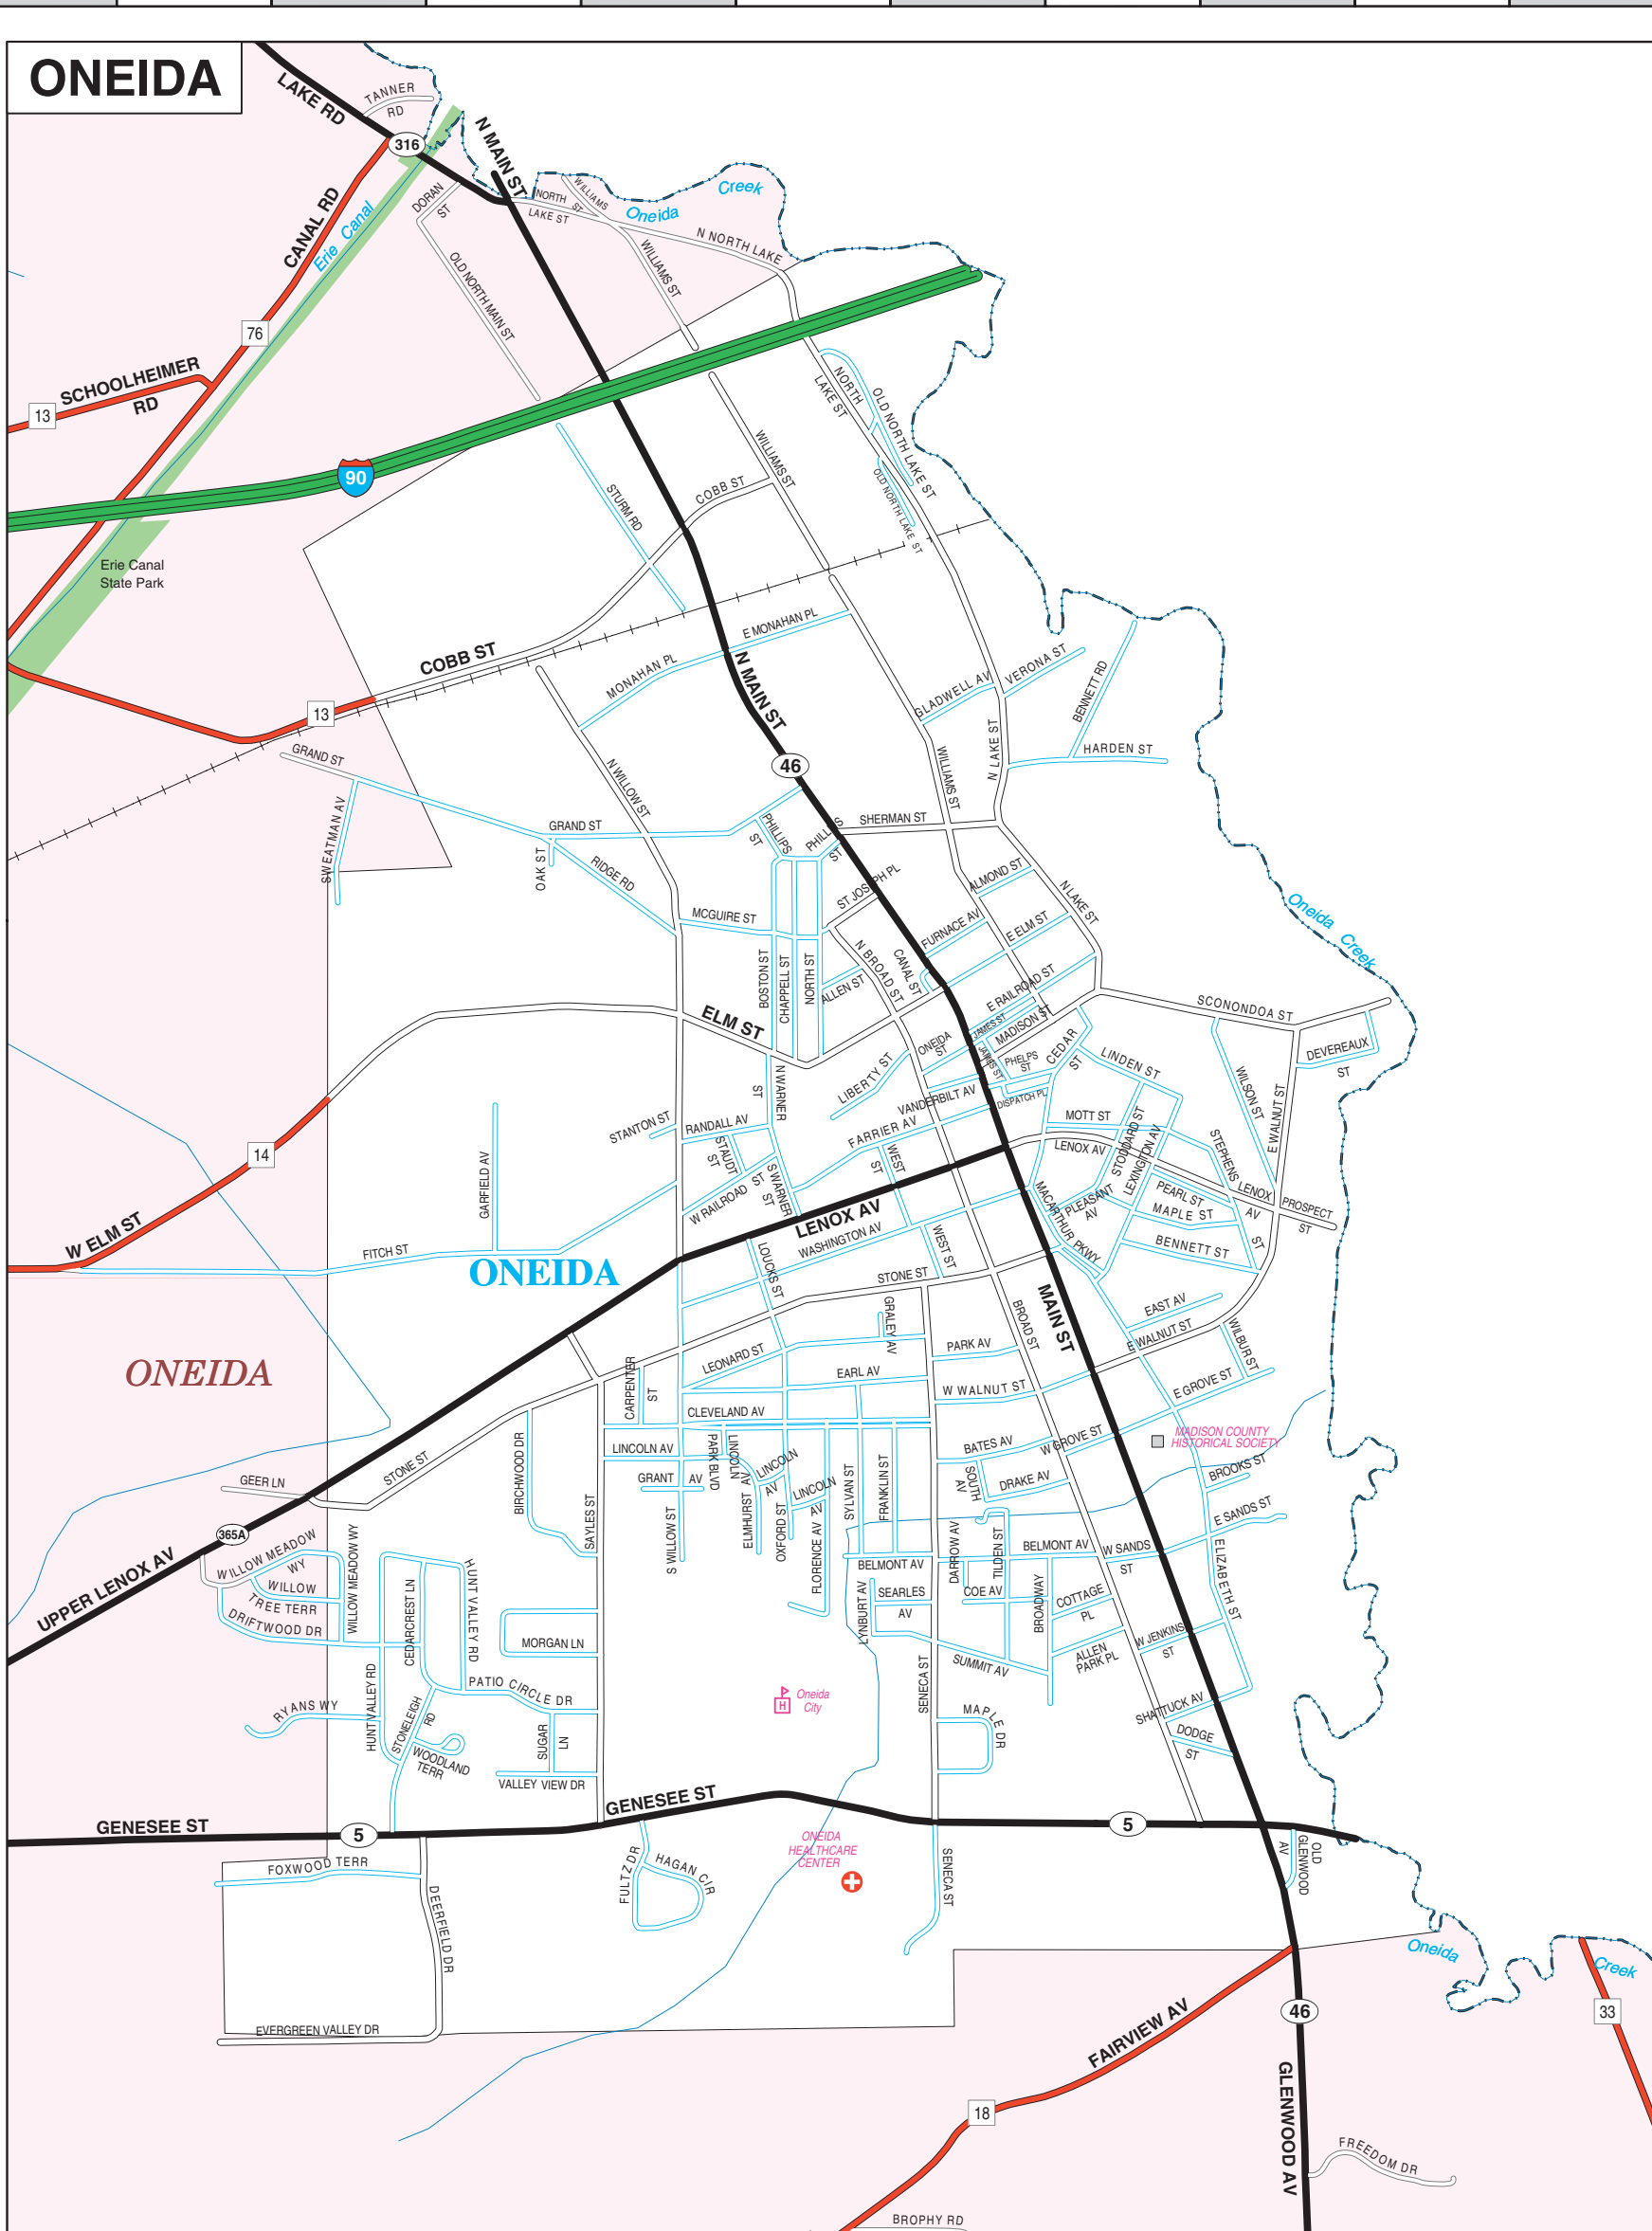 ONEIDA
LAKE RD
TANNER
RD
316
N MAIN ST
CANAL RD
Erie Canal
DORAN
ST
NORTH
LAKE ST
WILLIAMS
ST
Oneida
Creek
N NORTH LAKE
WILLIAMS ST
OLD NORTH MAIN ST
76
SCHOOLHEIMER
RD
13
90
NORTH
LAKE ST
OLD NORTH LAKE ST
OLD NORTH LAKE ST
WILLIAMS ST
COBB ST
STURM RD
Erie Canal
State Park
E MONAHAN PL
MONAHAN PL
COBB ST
13
N MAIN ST
GLADWELL AV
VERONA ST
BENNETT RD
HARDEN ST
N LAKE ST
WILLIAMS ST
46
GRAND ST
SWEATMAN AV
N WILLOW ST
GRAND ST
OAK ST
RIDGE RD
PHILLIPS
ST
PHILL S
ST
SHERMAN ST
ALMOND ST
N LAKE ST
ST JOSEPH PL
MCGUIRE ST
FURNACE AV
E ELM ST
N BROAD ST
CANAL ST
BOSTON ST
CHAPPELL ST
NORTH ST
ALLEN ST
E RAILROAD ST
Oneida Creek
SCONONDOA ST
ELM ST
JAMES ST
MADISON ST
ONEIDA
ST
JAMES ST
PHELPS
ST
CEDAR
ST
LINDEN ST
DEVEREAUX
ST
LIBERTY ST
N WARNER
ST
VANDERBILT AV
DISPATCH PL
WILSON ST
E WALNUT ST
MOTT ST
STANTON ST
RANDALL AV
FARRIER AV
STAUDT
ST
WEST
ST
LENOX AV
STODDARD ST
LEXINGTON AV
STEPHENS
ST
14
GARFIELD AV
W RAILROAD ST
S WARNER
ST
MACARTHUR PKWY
PLEASANT
AV
PEARL ST
MAPLE ST
LENOX
AV
PROSPECT
ST
W ELM ST
FITCH ST
LENOX AV
WASHINGTON AV
WEST ST
BENNETT ST
ONEIDA
LOUCKS ST
STONE ST
GRALEY AV
BROAD ST
MAIN ST
EAST AV
E WALNUT ST
WILBUR ST
ONEIDA
LEONARD ST
PARK AV
EARL AV
CARPENTER
ST
W WALNUT ST
E GROVE ST
CLEVELAND AV
BATES AV
W GROVE ST
MADISON COUNTY
HISTORICAL SOCIETY
LINCOLN AV
PARK BLVD
LINCOLN
AV
LINCOLN
AV
LINCOLN
AV
GRANT AV
SOUTH
AV
DRAKE AV
BROOKS ST
GEER LN
STONE ST
BIRCHWOOD DR
SAYLES ST
S WILLOW ST
ELMHURST
OXFORD ST
FLORENCE AV
SYLVAN ST
FRANKLIN ST
E SANDS ST
365A
UPPER LENOX AV
WILLOW MEADOW
WY
WILLOW
TREE TERR
DRIFTWOOD DR
WILLOW MEADOW WY
CEDARCREST LN
HUNT VALLEY RD
BELMONT AV
SEARLES
AV
LYNBURT AV
DARROW AV
TILDEN ST
BELMONT AV
COE AV
BROADWAY
COTTAGE
PL
W SANDS
ST
ELIZABETH ST
MORGAN LN
SUMMIT AV
ALLEN
PARK PL
W JENKINS
ST
PATIO CIRCLE DR
HUNT VALLEY RD
RYANS WY
STONELEIGH
RD
WOODLAND
TERR
SUGAR
LN
VALLEY VIEW DR
H
Oneida
City
SENECA ST
MAPLE DR
SHATTUCK AV
DODGE
ST
GENESEE ST
5
GENESEE ST
5
FOXWOOD TERR
DEERFIELD DR
FULTZ DR
HAGAN CIR
ONEIDA
HEALTHCARE
CENTER
SENECA ST
OLD
GLENWOOD
AV
EVERGREEN VALLEY DR
Oneida
Creek
FAIRVIEW AV
18
46
33
GLENWOOD AV
FREEDOM DR
BROPHY RD